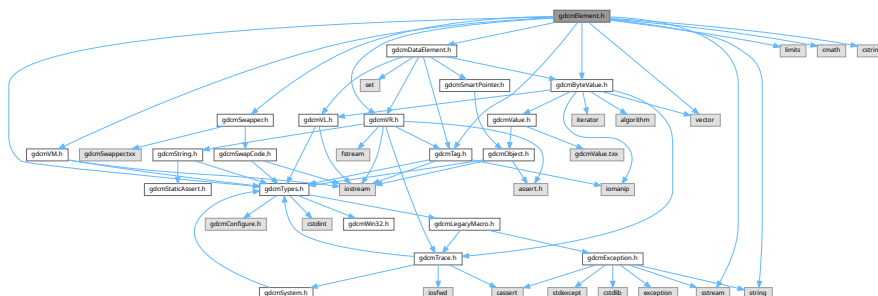 gdcmElement.h
limits
cmath
cstrin
gdcmDataElement.h
set
gdcmSmartPointer.h
gdcmByteValue.h
gdcmSwapper.h
gdcmVL.h
gdcmVR.h
gdcmValue.h
iterator
algorithm
vector
gdcmVM.h
gdcmSwapper.txx
gdcmString.h
gdcmSwapCode.h
fstream
gdcmTag.h
gdcmObject.h
gdcmValue.txx
gdcmStaticAssert.h
gdcmTypes.h
iostream
assert.h
iomanip
gdcmConfigure.h
cstdint
gdcmWin32.h
gdcmLegacyMacro.h
gdcmTrace.h
gdcmException.h
gdcmSystem.h
iosfwd
cassert
stdexcept
cstdlib
exception
sstream
string